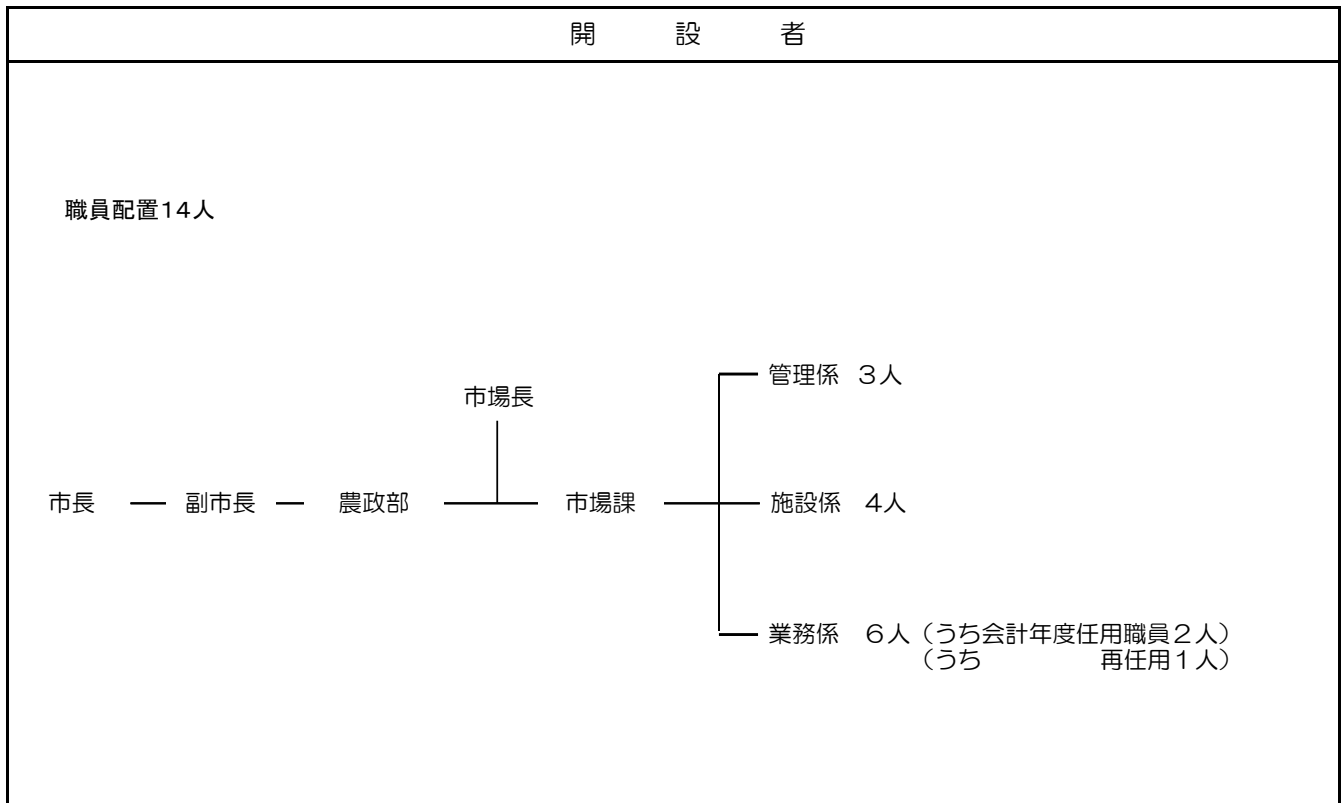 開 設 者
職員配置14人
市場長
管理係 3人
市長 副市長 農政部 市場課 施設係 4人
業務係 6人（うち会計年度任用職員2人）
（うち 再任用1人）